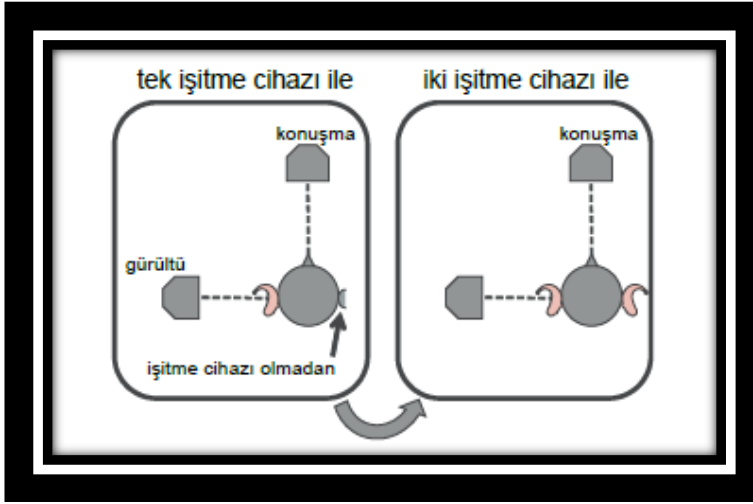 tek işitme cihazı ile
konuşma
gürültü
işitme cihazı olmadan
iki işitme cihazı ile
konuşma